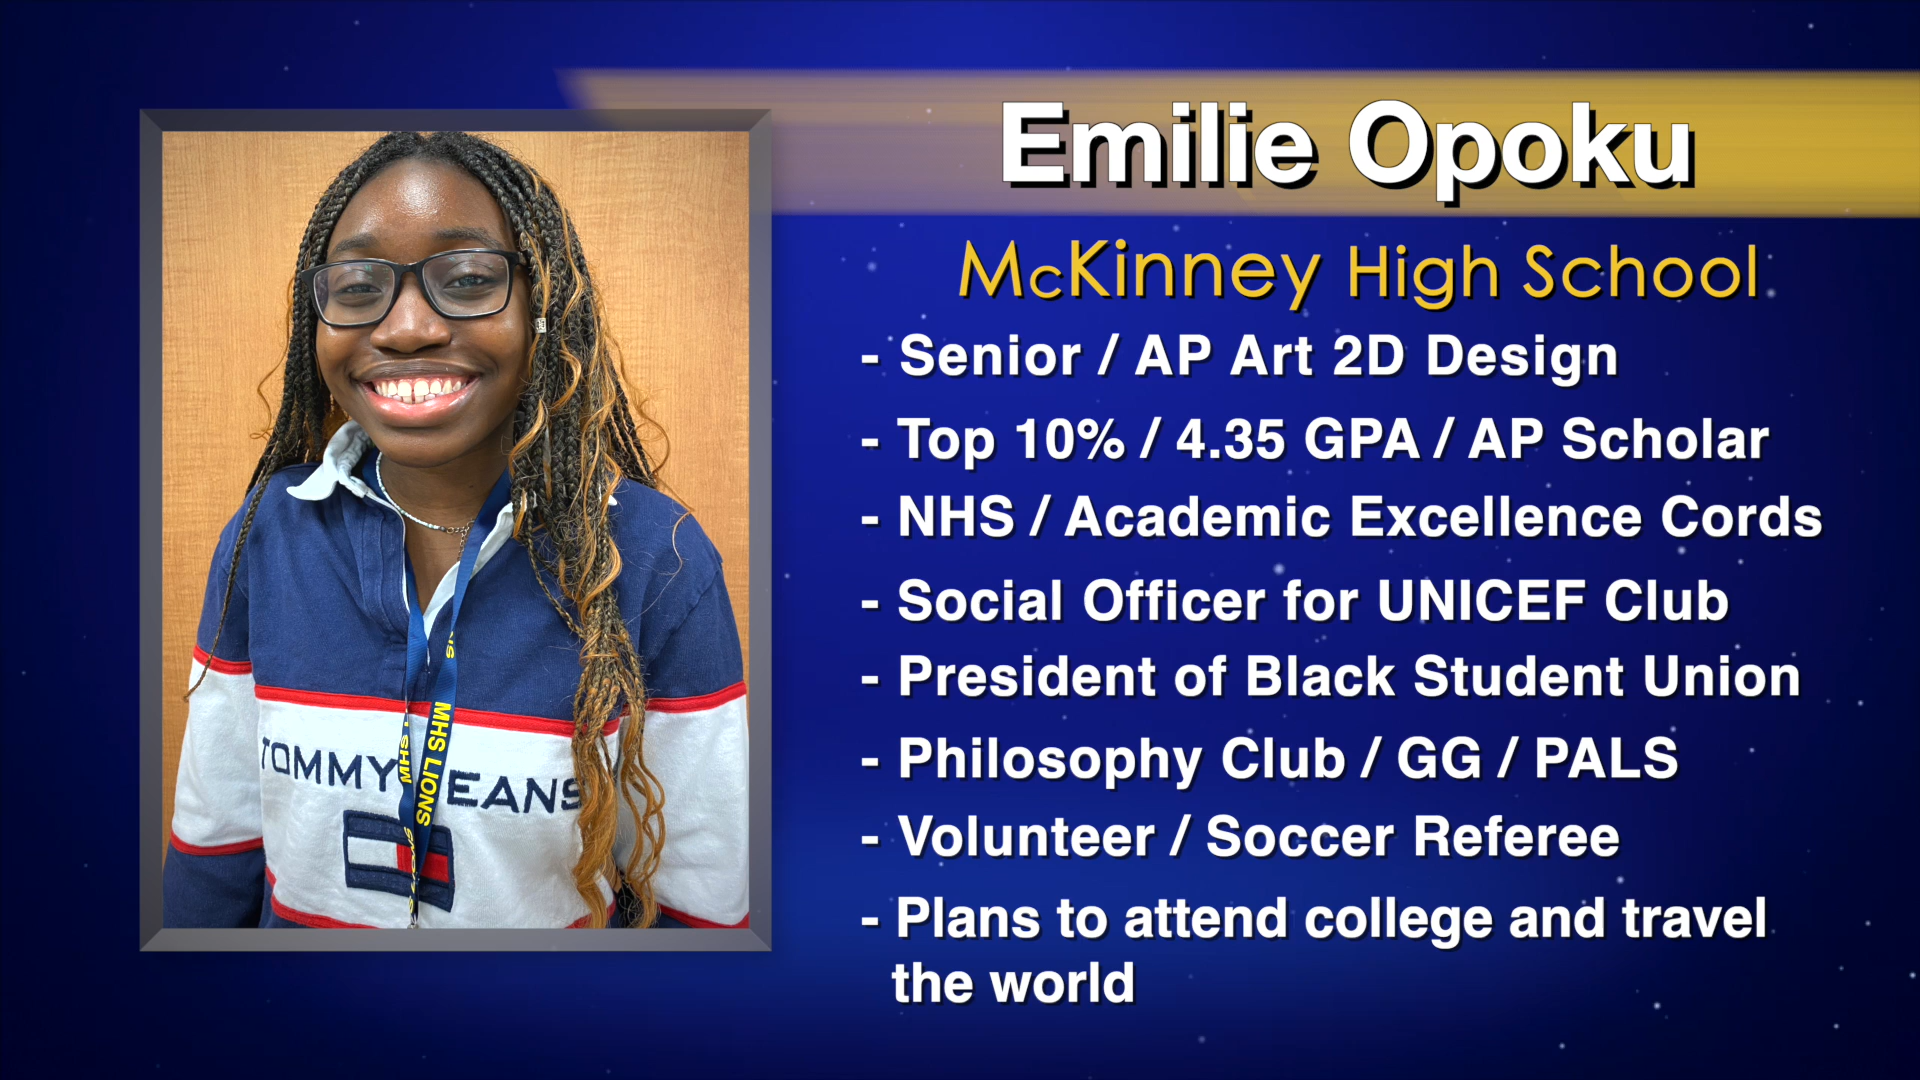 Emilie Opoku
McKinney High School
- Senior / AP Art 2D Design
- Top 10% / 4.35 GPA / AP Scholar
- NHS / Academic Excellence Cords
- Social Officer for UNICEF Club
- President of Black Student Union
- Philosophy Club / GG / PALS
- Volunteer / Soccer Referee
- Plans to attend college and travel
the world
TOMMY EANS
MHS LIONS